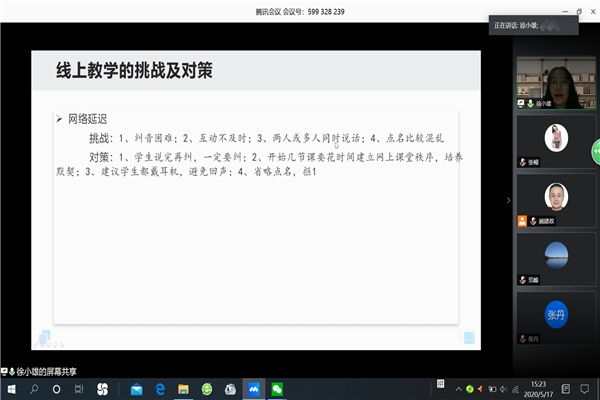 腾讯会议 会议号：599 328 239
正在讲话: 徐小雄;
线上教学的挑战及对策
➢ 网络延迟
挑战：1、纠音困难；2、互动不及时；3、两人或多人同时说话；4、点名比较混乱
对策：1、学生说完再纠，一定要纠；2、开始几节课要花时间建立网上课堂秩序，培养
默契；3、建议学生都戴耳机，避免回声；4、省略点名，抠1
徐小雄
张
顾建政
范
张丹
张丹
徐小雄的屏幕共享
15:23
2020/5/17